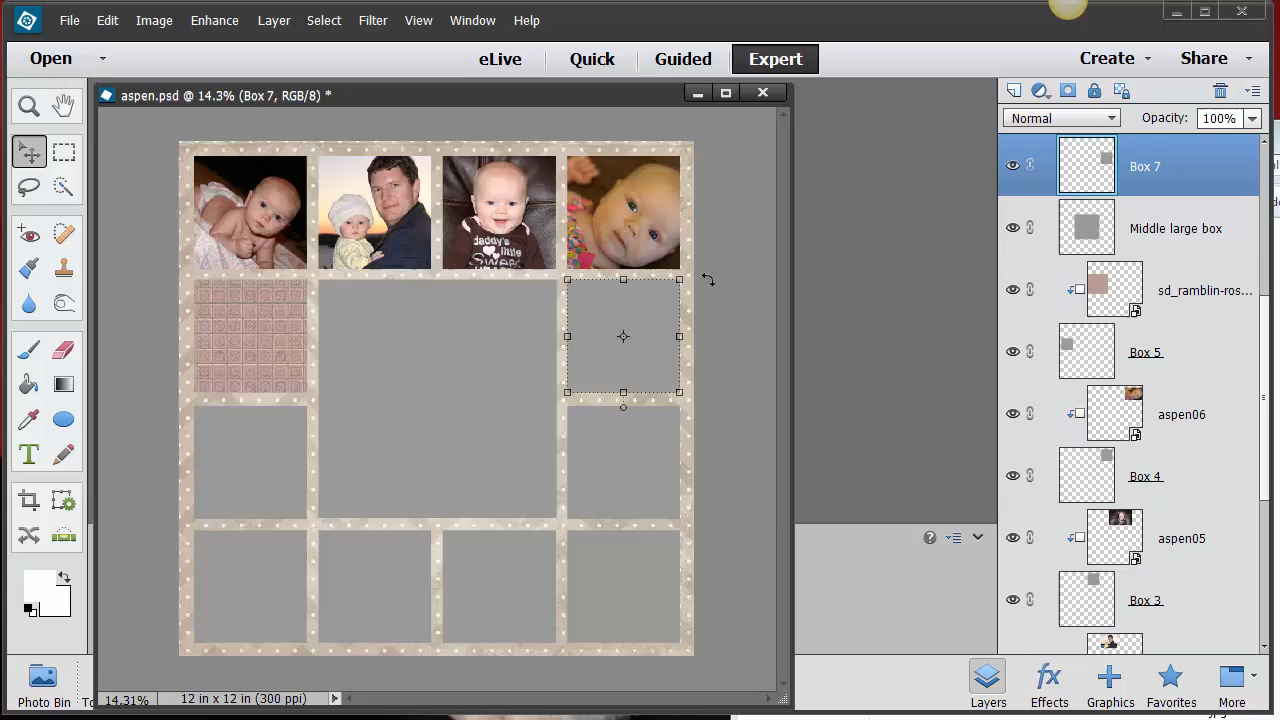 File Edit Image Enhance Layer Select Filter View Window Help
Open eLive Quick Guided Expert Create Share
aspen.psd @ 14.3% (Box 7, RGB/8) *
Normal Opacity: 100%
Box 7
Middle large box
sd_ramblin-ros...
Box 5
aspen06
Box 4
aspen05
Box 3
daddy's
little
Sweet
14.31% 12 in x 12 in (300 ppi)
Photo Bin Layers Effects Graphics Favorites More